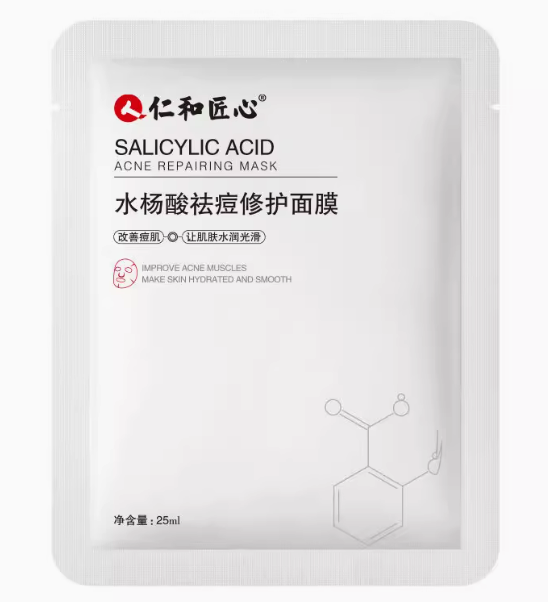 仁和匠心®
SALICYLIC ACID
ACNE REPAIRING MASK
水杨酸祛痘修护面膜
改善痘肌 让肌肤水润光滑
IMPROVE ACNE MUSCLES
MAKE SKIN HYDRATED AND SMOOTH
净含量：25ml